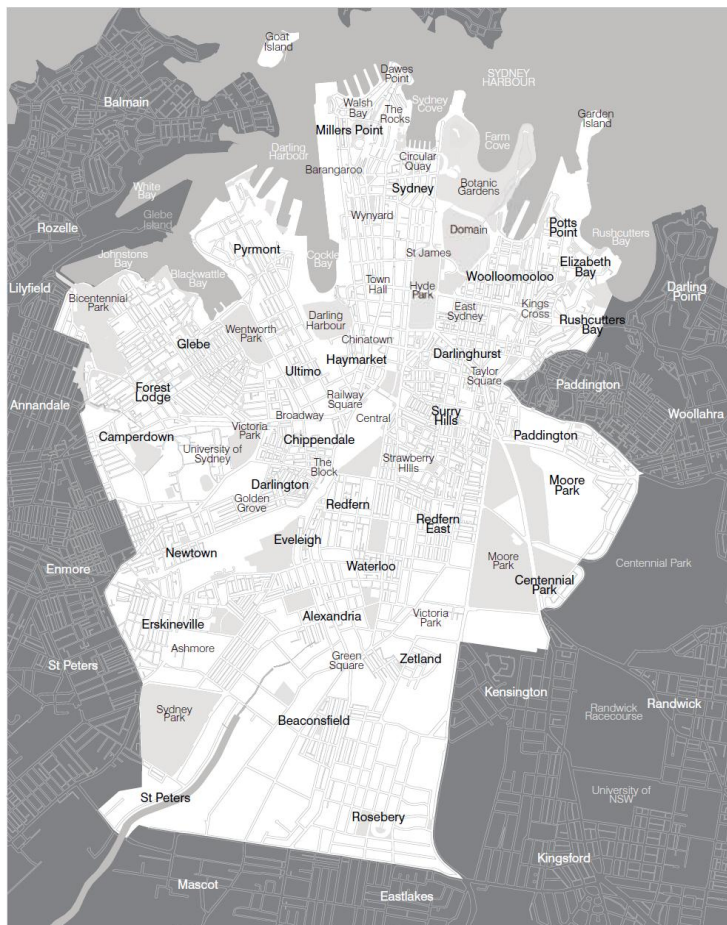 Goat
Island
Dawes
Point
SYDNEY
HARBOUR
Balmain
Walsh
Bay
The
Rocks
Sydney
Cove
Garden
Island
Millers Point
Farm
Cove
Darling
Harbour
Circular
Quay
Barangaroo
Botanic
Gardens
Sydney
White
Bay
Wynyard
Glebe
Island
Rozelle
Domain
Potts
Point
Rushcutters
Bay
Pyrmont
St James
Johnstons
Bay
Cockle
Bay
Elizabeth
Bay
Blackwattle
Bay
Woolloomooloo
Lilyfield
Town
Hall
Hyde
Park
Darling
Point
Bicentennial
Park
East
Sydney
Kings
Cross
Darling
Harbour
Rushcutters
Bay
Wentworth
Park
Glebe
Chinatown
Haymarket
Darlinghurst
Ultimo
Taylor
Square
Forest
Lodge
Paddington
Railway
Square
Annandale
Broadway
Central
Surry
Hills
Woollahra
Camperdown
Victoria
Park
Chippendale
Paddington
University of
Sydney
The
Block
Strawberry
HIlls
Darlington
Moore
Park
Golden
Grove
Redfern
Redfern
East
Newtown
Eveleigh
Moore
Park
Centennial Park
Enmore
Waterloo
Centennial
Park
Erskineville
Alexandria
Victoria
Park
Ashmore
St Peters
Green
Square
Zetland
Kensington
Randwick
Racecourse
Randwick
Sydney
Park
Beaconsfield
St Peters
University of
NSW
Rosebery
Kingsford
Mascot
Eastlakes